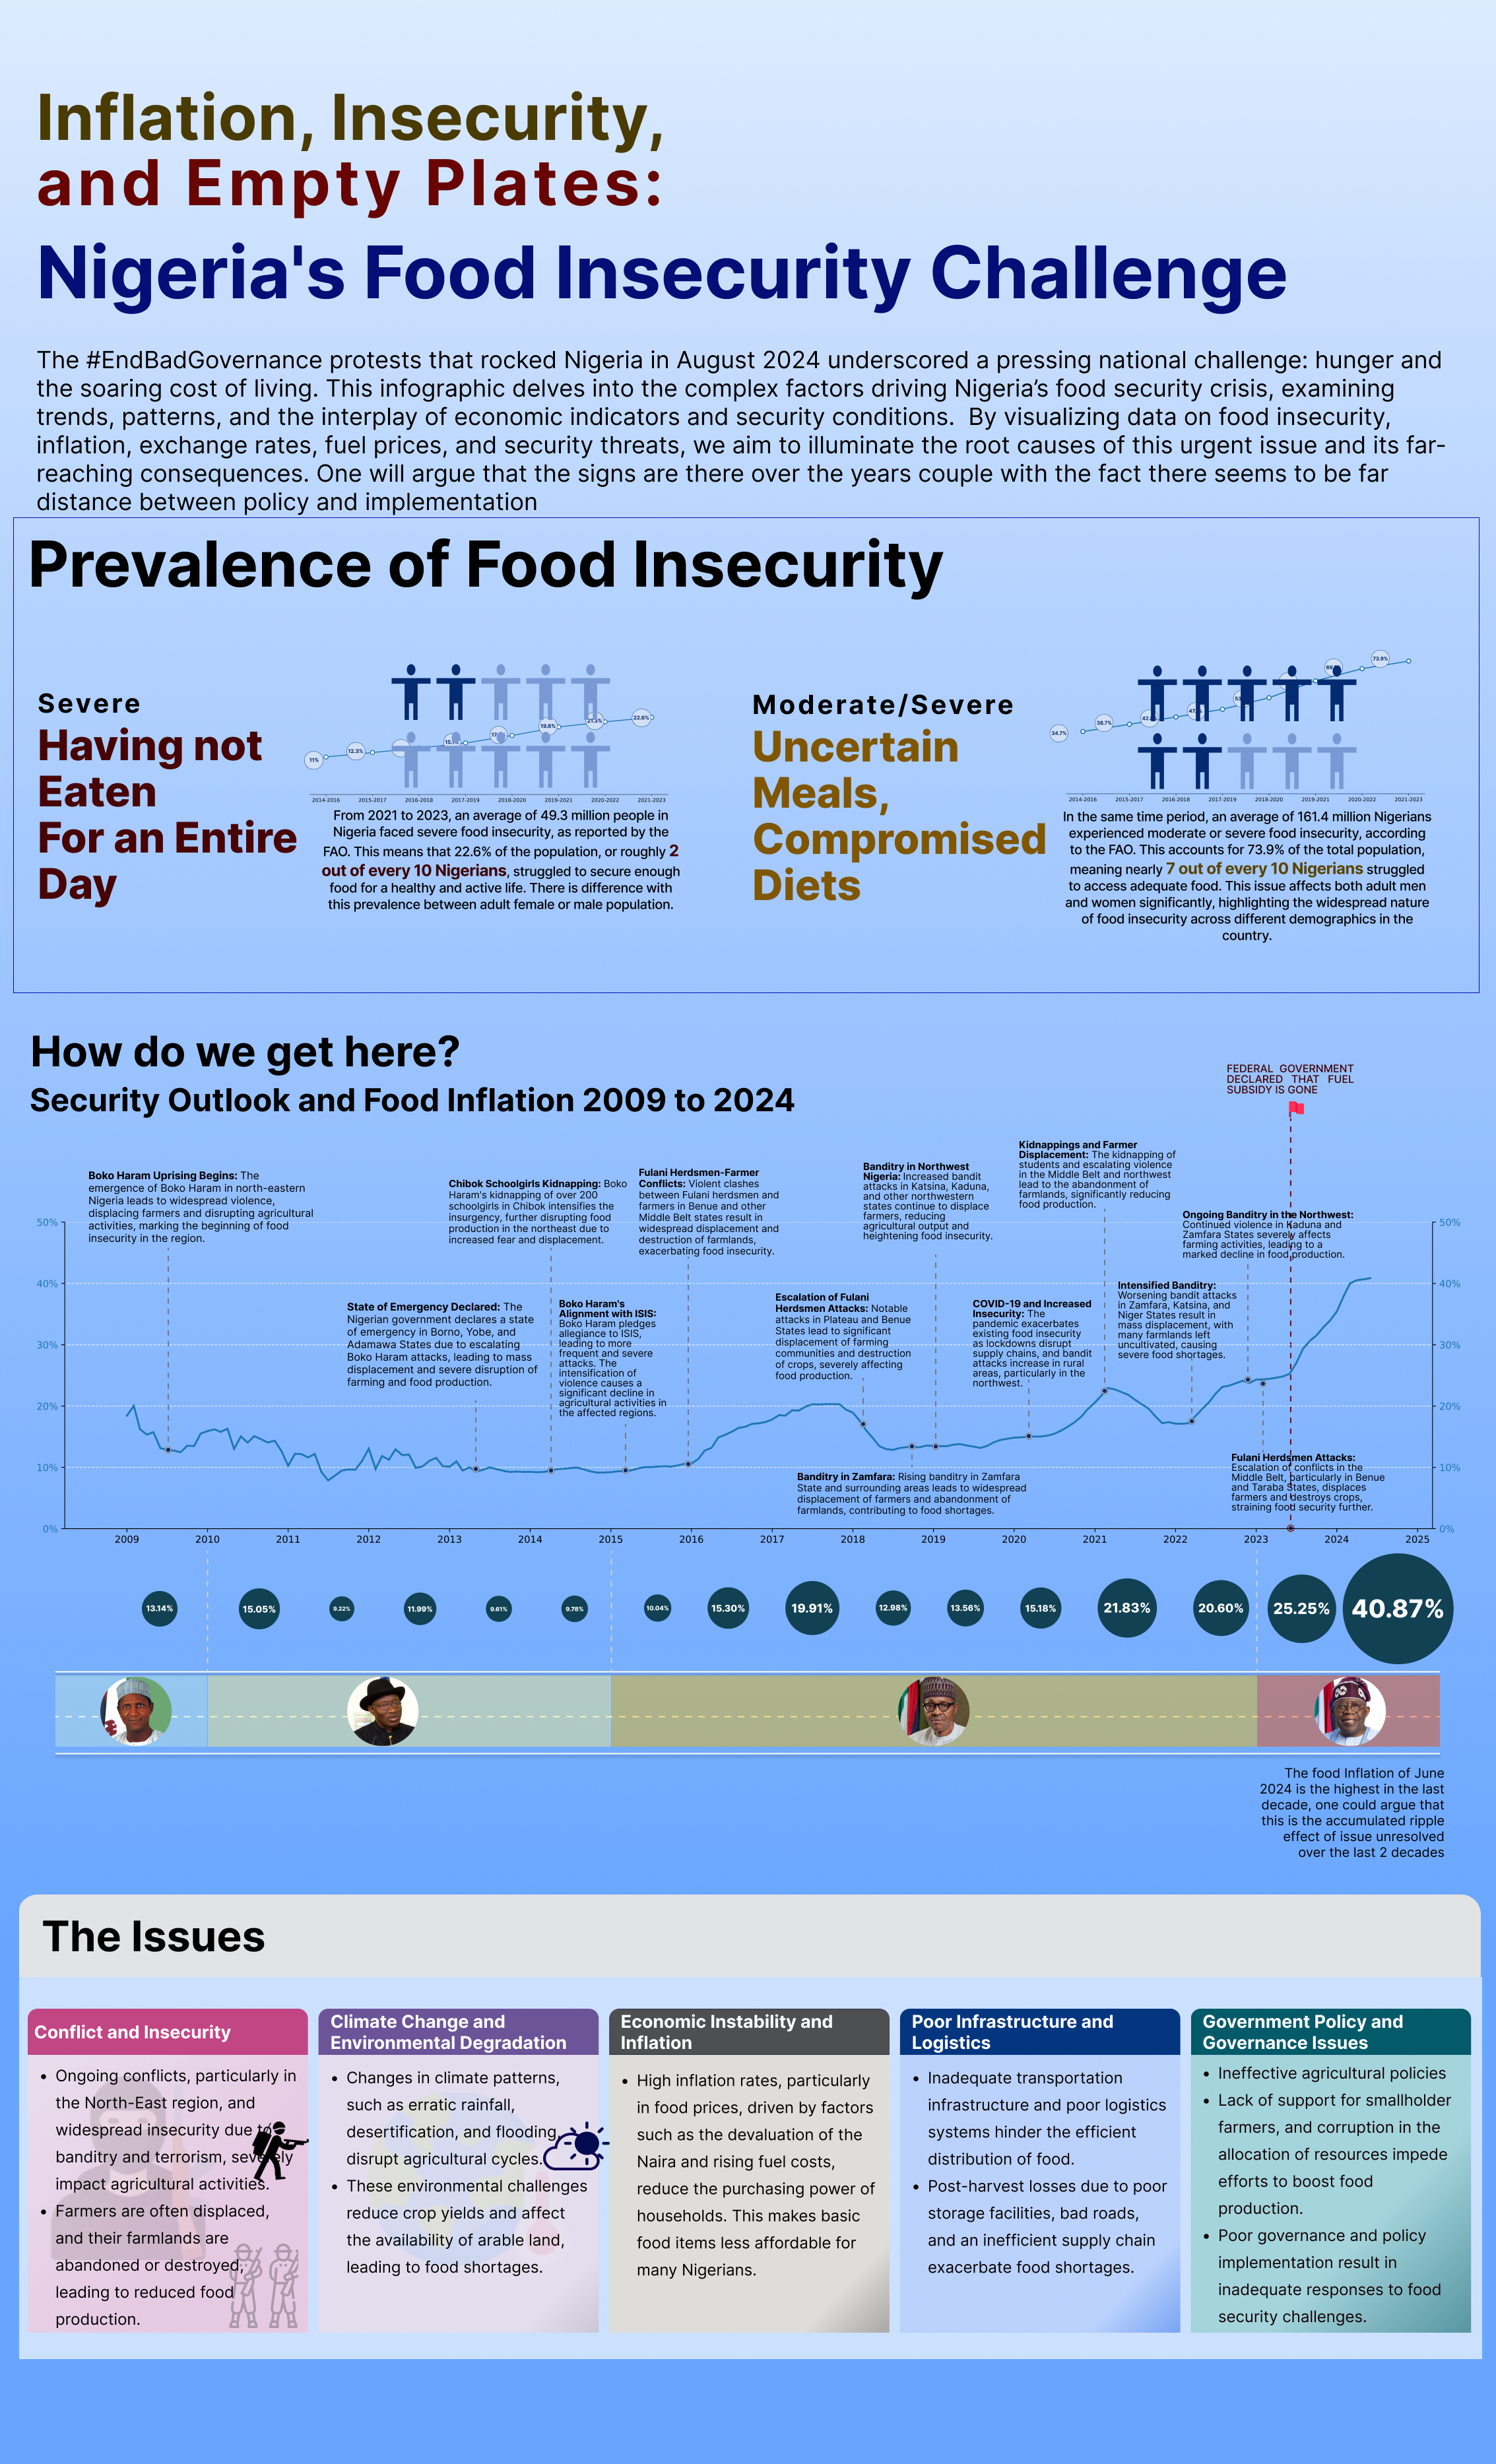 Inflation, Insecurity,
and Empty Plates:
Nigeria's Food Insecurity Challenge
The #EndBadGovernance protests that rocked Nigeria in August 2024 underscored a pressing national challenge: hunger and
the soaring cost of living. This infographic delves into the complex factors driving Nigeria’s food security crisis, examining
trends, patterns, and the interplay of economic indicators and security conditions.  By visualizing data on food insecurity,
inflation, exchange rates, fuel prices, and security threats, we aim to illuminate the root causes of this urgent issue and its far-
reaching consequences. One will argue that the signs are there over the years couple with the fact there seems to be far
distance between policy and implementation
Prevalence of Food Insecurity
Severe
Having not
Eaten
For an Entire
Day
11%
12.3%
19.8%
21.3%
22.6%
2014-2016 2015-2017 2016-2018 2017-2019 2018-2020 2019-2021 2020-2022 2021-2023
From 2021 to 2023, an average of 49.3 million people in
Nigeria faced severe food insecurity, as reported by the
FAO. This means that 22.6% of the population, or roughly 2
out of every 10 Nigerians, struggled to secure enough
food for a healthy and active life. There is difference with
this prevalence between adult female or male population.
Moderate/Severe
Uncertain
Meals,
Compromised
Diets
34.7%
38.7%
73.9%
2014-2016 2015-2017 2016-2018 2017-2019 2018-2020 2019-2021 2020-2022 2021-2023
In the same time period, an average of 161.4 million Nigerians
experienced moderate or severe food insecurity, according
to the FAO. This accounts for 73.9% of the total population,
meaning nearly 7 out of every 10 Nigerians struggled
to access adequate food. This issue affects both adult men
and women significantly, highlighting the widespread nature
of food insecurity across different demographics in the
country.
How do we get here?
Security Outlook and Food Inflation 2009 to 2024
FEDERAL GOVERNMENT
DECLARED THAT FUEL
SUBSIDY IS GONE
Boko Haram Uprising Begins: The
emergence of Boko Haram in north-eastern
Nigeria leads to widespread violence,
displacing farmers and disrupting agricultural
activities, marking the beginning of food
insecurity in the region.
State of Emergency Declared: The
Nigerian government declares a state
of emergency in Borno, Yobe, and
Adamawa States due to escalating
Boko Haram attacks, leading to mass
displacement and severe disruption of
farming and food production.
Chibok Schoolgirls Kidnapping: Boko
Haram's kidnapping of over 200
schoolgirls in Chibok intensifies the
insurgency, further disrupting food
production in the northeast due to
increased fear and displacement.
Boko Haram's
Alignment with ISIS:
Boko Haram pledges
allegiance to ISIS,
leading to more
frequent and severe
attacks. The
intensification of
violence causes a
significant decline in
agricultural activities in
the affected regions.
Fulani Herdsmen-Farmer
Conflicts: Violent clashes
between Fulani herdsmen and
farmers in Benue and other
Middle Belt states result in
widespread displacement and
destruction of farmlands,
exacerbating food insecurity.
Escalation of Fulani
Herdsmen Attacks: Notable
attacks in Plateau and Benue
States lead to significant
displacement of farming
communities and destruction
of crops, severely affecting
food production.
Banditry in Zamfara: Rising banditry in Zamfara
State and surrounding areas leads to widespread
displacement of farmers and abandonment of
farmlands, contributing to food shortages.
Banditry in Northwest
Nigeria: Increased bandit
attacks in Katsina, Kaduna,
and other northwestern
states continue to displace
farmers, reducing
agricultural output and
heightening food insecurity.
COVID-19 and Increased
Insecurity: The
pandemic exacerbates
existing food insecurity
as lockdowns disrupt
supply chains, and bandit
attacks increase in rural
areas, particularly in the
northwest.
Kidnappings and Farmer
Displacement: The kidnapping of
students and escalating violence
in the Middle Belt and northwest
lead to the abandonment of
farmlands, significantly reducing
food production.
Intensified Banditry:
Worsening bandit attacks
in Zamfara, Katsina, and
Niger States result in
mass displacement, with
many farmlands left
uncultivated, causing
severe food shortages.
Ongoing Banditry in the Northwest:
Continued violence in Kaduna and
Zamfara States severely affects
farming activities, leading to a
marked decline in food production.
Fulani Herdsmen Attacks:
Escalation of conflicts in the
Middle Belt, particularly in Benue
and Taraba States, displaces
farmers and destroys crops,
straining food security further.
50% 50%
40% 40%
30% 30%
20% 20%
10% 10%
0% 0%
2009 2010 2011 2012 2013 2014 2015 2016 2017 2018 2019 2020 2021 2022 2023 2024 2025
13.14% 15.05% 9.22% 11.99% 9.61% 9.78% 10.04% 15.30% 19.91% 12.98% 13.56% 15.18% 21.83% 20.60% 25.25% 40.87%
The food Inflation of June
2024 is the highest in the last
decade, one could argue that
this is the accumulated ripple
effect of issue unresolved
over the last 2 decades
The Issues
Conflict and Insecurity
• Ongoing conflicts, particularly in
the North-East region, and
widespread insecurity due to
banditry and terrorism, severely
impact agricultural activities.
• Farmers are often displaced,
and their farmlands are
abandoned or destroyed,
leading to reduced food
production.
Climate Change and
Environmental Degradation
• Changes in climate patterns,
such as erratic rainfall,
desertification, and flooding,
disrupt agricultural cycles.
• These environmental challenges
reduce crop yields and affect
the availability of arable land,
leading to food shortages.
Economic Instability and
Inflation
• High inflation rates, particularly
in food prices, driven by factors
such as the devaluation of the
Naira and rising fuel costs,
reduce the purchasing power of
households. This makes basic
food items less affordable for
many Nigerians.
Poor Infrastructure and
Logistics
• Inadequate transportation
infrastructure and poor logistics
systems hinder the efficient
distribution of food.
• Post-harvest losses due to poor
storage facilities, bad roads,
and an inefficient supply chain
exacerbate food shortages.
Government Policy and
Governance Issues
• Ineffective agricultural policies
• Lack of support for smallholder
farmers, and corruption in the
allocation of resources impede
efforts to boost food
production.
• Poor governance and policy
implementation result in
inadequate responses to food
security challenges.